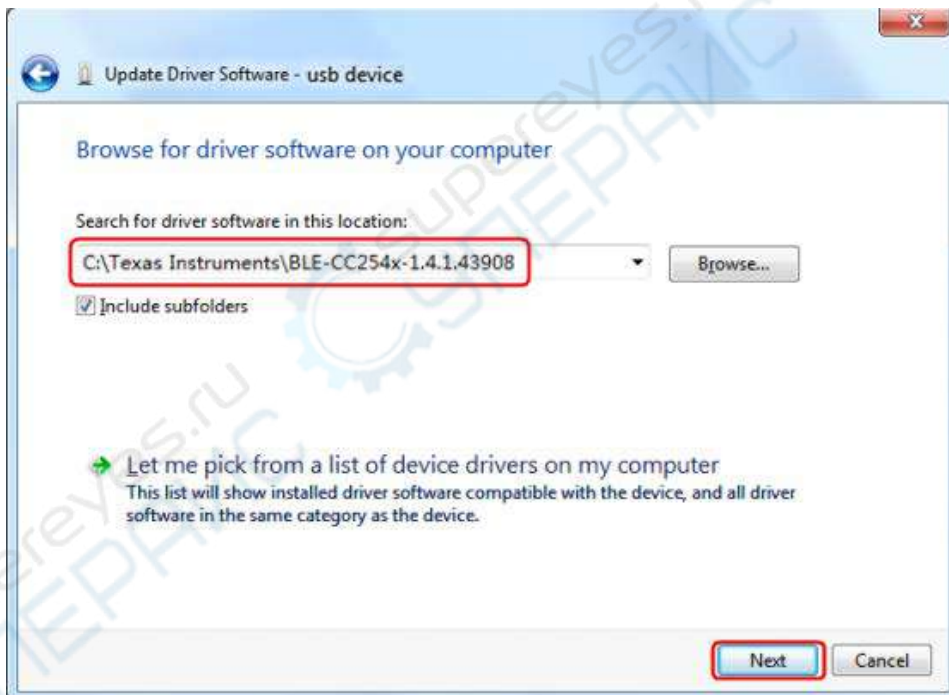 Update Driver Software - usb device
Browse for driver software on your computer
Search for driver software in this location:
C:\Texas Instruments\BLE-CC254x-1.4.1.43908
Browse...
Include subfolders
Let me pick from a list of device drivers on my computer
This list will show installed driver software compatible with the device, and all driver
software in the same category as the device.
Next
Cancel
supereyes.ru
СУПЕРАЙС